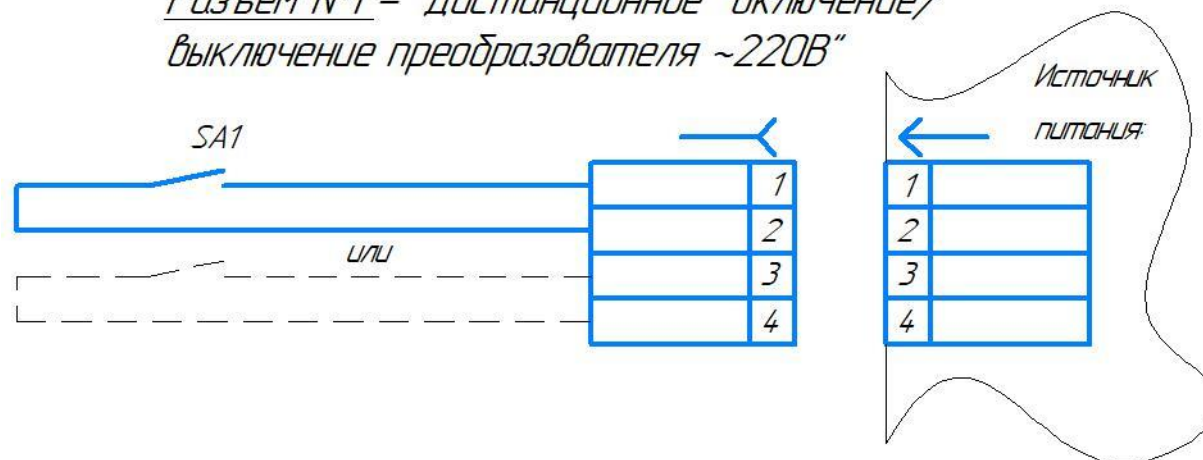 Разъем №1 – "Дистанционное включение/
выключение преобразователя ~220В"
Источник
питания:
SA1
1
2
3
4
или
1
2
3
4